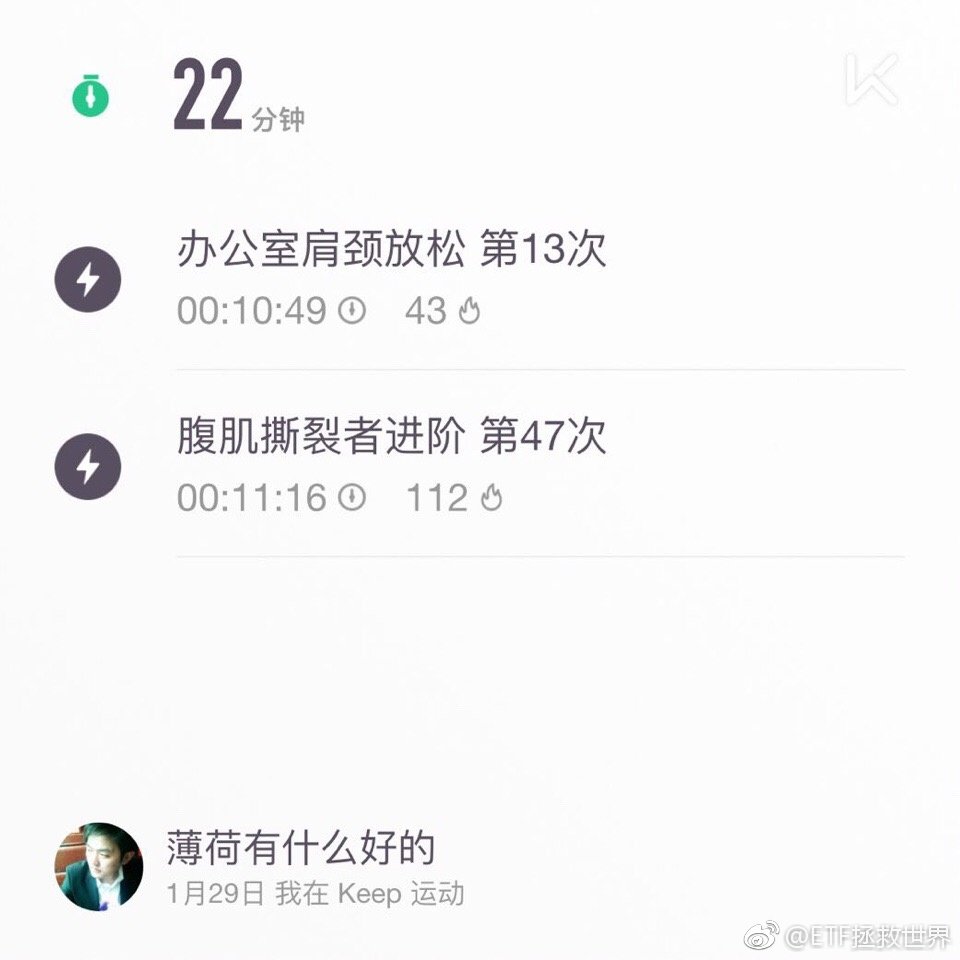 22 分钟
办公室肩颈放松 第13次
00:10:49 43
腹肌撕裂者进阶 第47次
00:11:16 112
薄荷有什么好的
1月29日 我在 Keep 运动
@ETF拯救世界